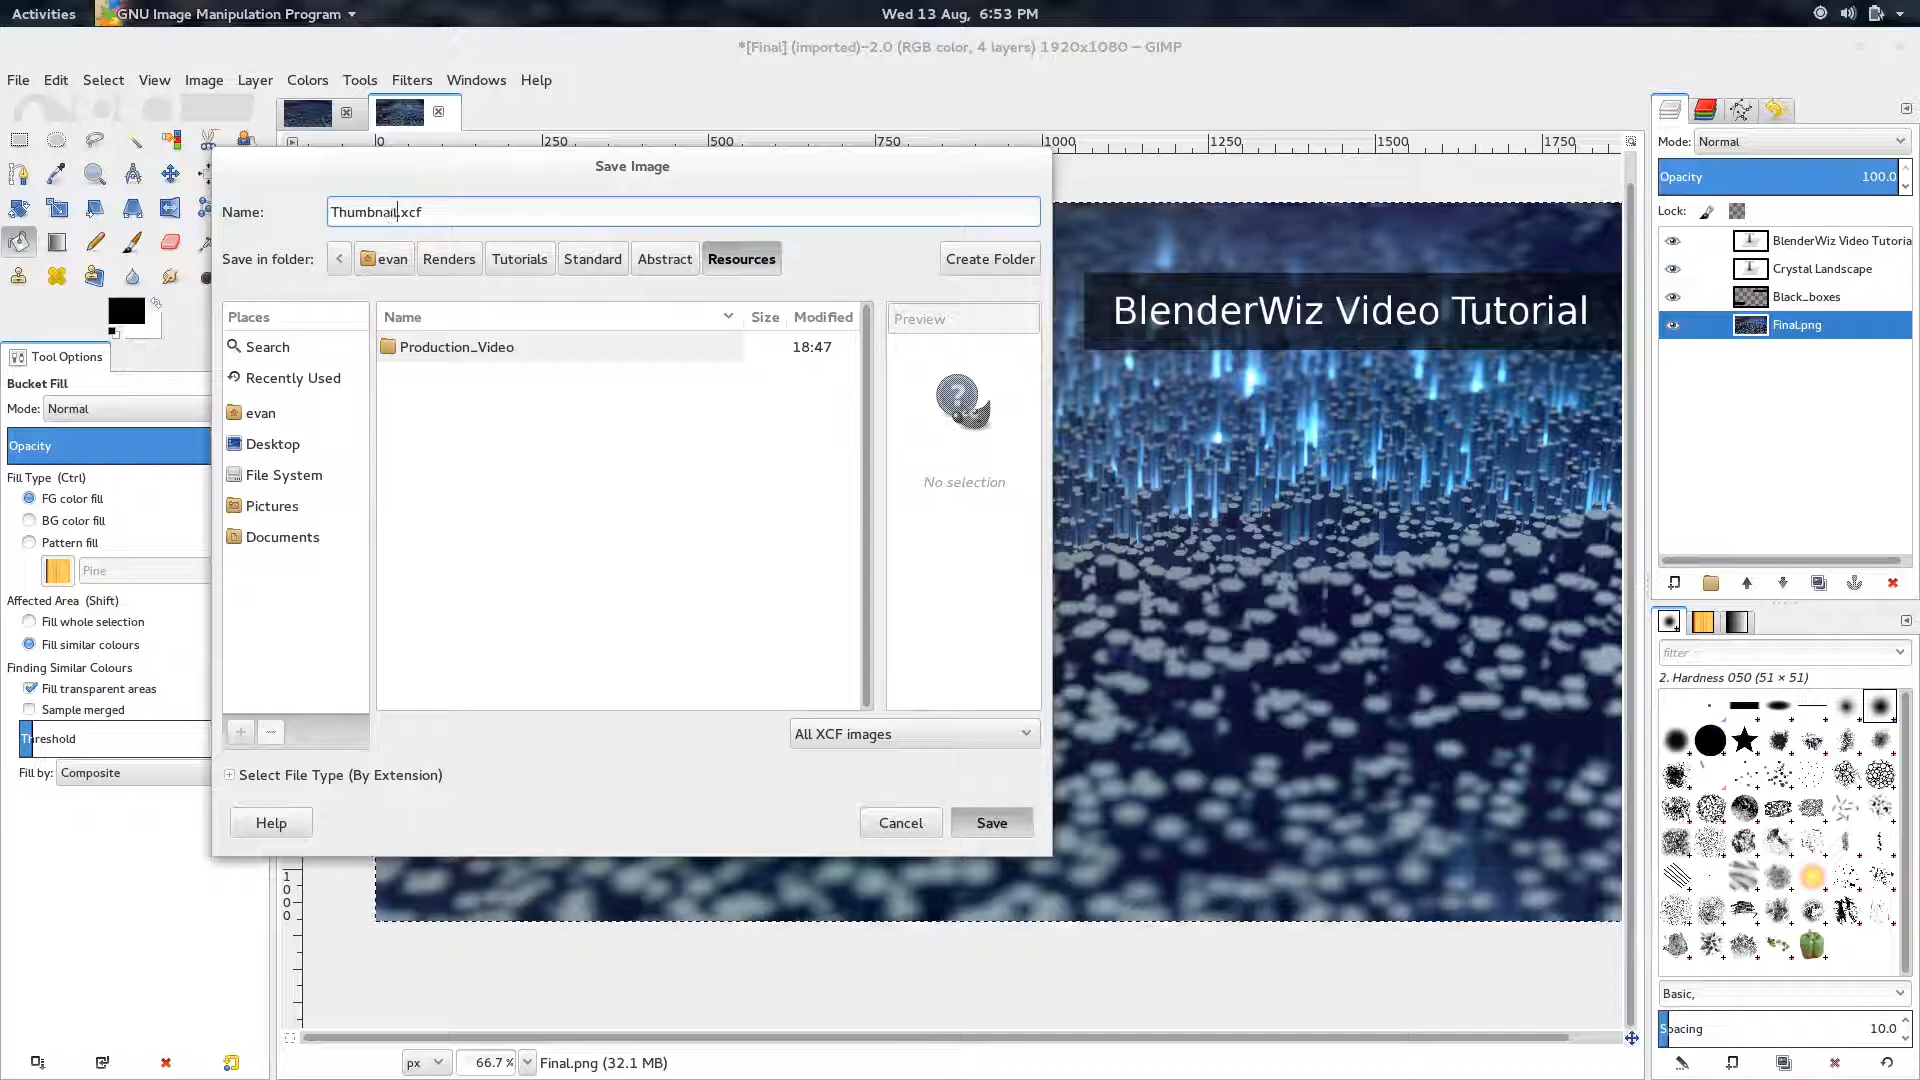 Activities GNU Image Manipulation Program Wed 13 Aug, 6:53 PM
*[Final] (imported)-2.0 (RGB color, 4 layers) 1920x1080 – GIMP
File Edit Select View Image Layer Colors Tools Filters Windows Help
0 250 500 750 1000 1250 1500 1750
Save Image
Name: Thumbnail.xcf
Save in folder: evan Renders Tutorials Standard Abstract Resources Create Folder
Places
Search
Recently Used
evan
Desktop
File System
Pictures
Documents
Name Size Modified
Production_Video 18:47
Preview
No selection
All XCF images
Select File Type (By Extension)
Help Cancel Save
Tool Options
Bucket Fill
Mode: Normal
Opacity
Fill Type (Ctrl)
FG color fill
BG color fill
Pattern fill
Pine
Affected Area (Shift)
Fill whole selection
Fill similar colours
Finding Similar Colours
Fill transparent areas
Sample merged
Threshold
Fill by: Composite
BlenderWiz Video Tutorial
1
0
0
0
px 66.7 % Final.png (32.1 MB)
Mode: Normal
Opacity 100.0
Lock:
BlenderWiz Video Tutoria
Crystal Landscape
Black_boxes
Final.png
filter
2. Hardness 050 (51 × 51)
Basic,
Spacing 10.0